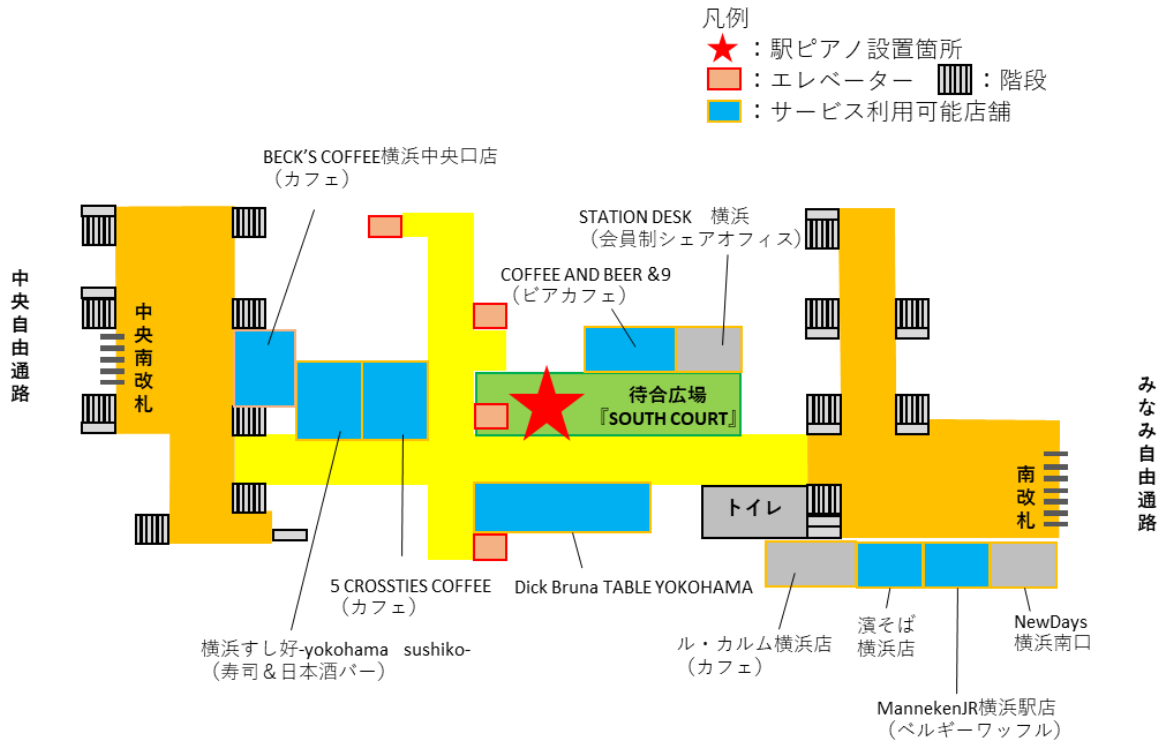 凡例
：駅ピアノ設置箇所
：エレベーター ：階段
：サービス利用可能店舗
BECK'S COFFEE横浜中央口店
（カフェ）
STATION DESK 横浜
（会員制シェアオフィス）
COFFEE AND BEER &9
（ビアカフェ）
中央自由通路
中央南改札
待合広場
『SOUTH COURT』
みなみ自由通路
南改札
トイレ
5 CROSSTIES COFFEE
（カフェ）
Dick Bruna TABLE YOKOHAMA
横浜すし好-yokohama sushiko-
（寿司＆日本酒バー）
ル・カルム横浜店
（カフェ）
濱そば
横浜店
NewDays
横浜南口
MannekenJR横浜駅店
（ベルギーワッフル）